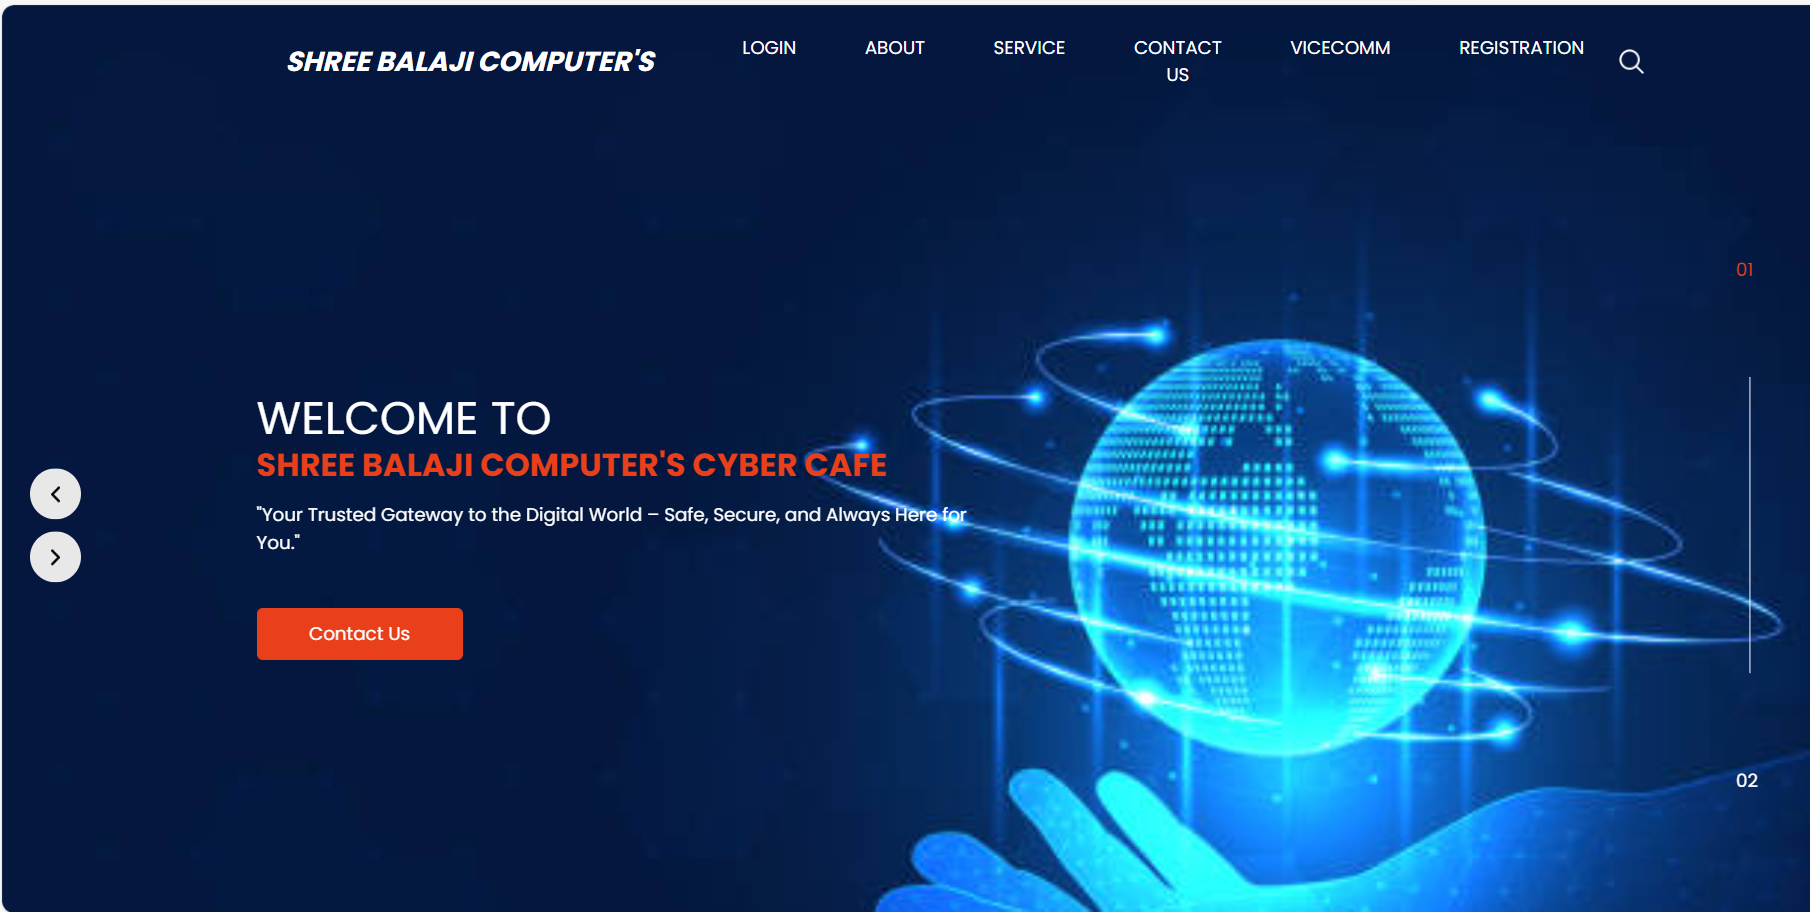 SHREE BALAJI COMPUTER'S
LOGIN
ABOUT
SERVICE
CONTACT
US
VICECOMM
REGISTRATION
01
WELCOME TO
SHREE BALAJI COMPUTER'S CYBER CAFE
"Your Trusted Gateway to the Digital World – Safe, Secure, and Always Here for
You."
Contact Us
02